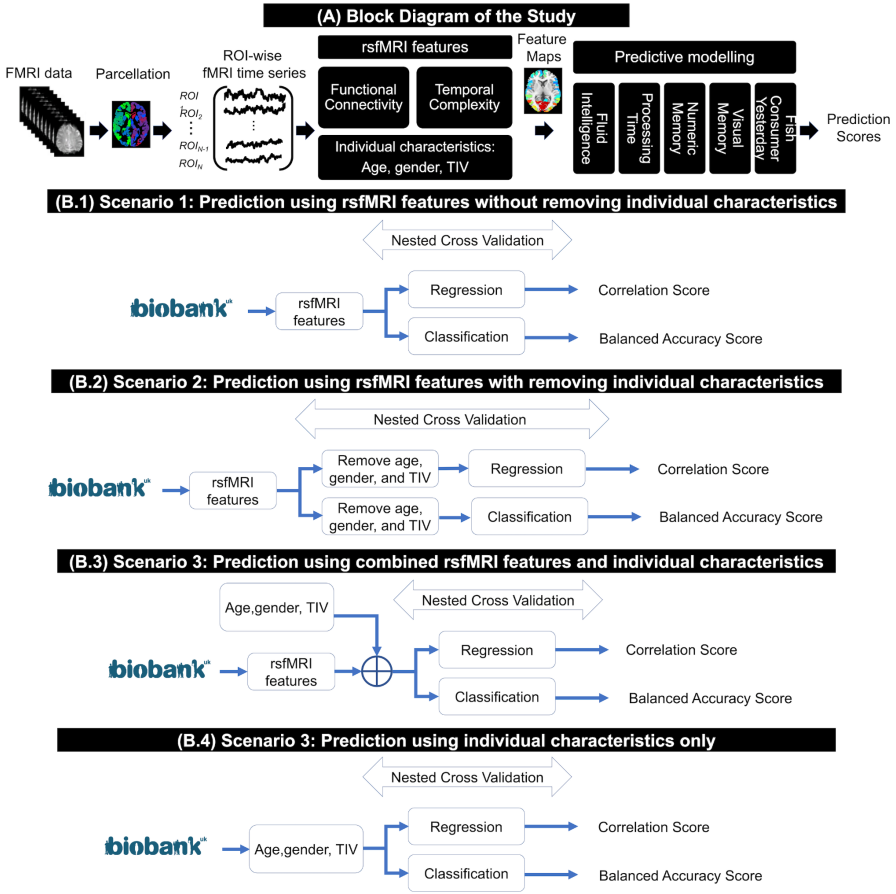 (A) Block Diagram of the Study
FMRI data
Parcellation
ROI-wise
fMRI time series
ROI
1
ROI2
ROIN-1
ROIN
rsfMRI features
Functional
Connectivity
Temporal
Complexity
Individual characteristics:
Age, gender, TIV
Feature
Maps
Predictive modelling
Fluid
Intelligence
Processing
Time
Numeric
Memory
Visual
Memory
Fish
Consumer
Yesterday
Prediction
Scores
(B.1) Scenario 1: Prediction using rsfMRI features without removing individual characteristics
Nested Cross Validation
biobank uk
rsfMRI
features
Regression
Correlation Score
Classification
Balanced Accuracy Score
(B.2) Scenario 2: Prediction using rsfMRI features with removing individual characteristics
Nested Cross Validation
biobank uk
rsfMRI
features
Remove age,
gender, and TIV
Regression
Correlation Score
Remove age,
gender, and TIV
Classification
Balanced Accuracy Score
(B.3) Scenario 3: Prediction using combined rsfMRI features and individual characteristics
Age,gender, TIV
Nested Cross Validation
biobank uk
rsfMRI
features
Regression
Correlation Score
Classification
Balanced Accuracy Score
(B.4) Scenario 3: Prediction using individual characteristics only
Nested Cross Validation
biobank uk
Age,gender, TIV
Regression
Correlation Score
Classification
Balanced Accuracy Score